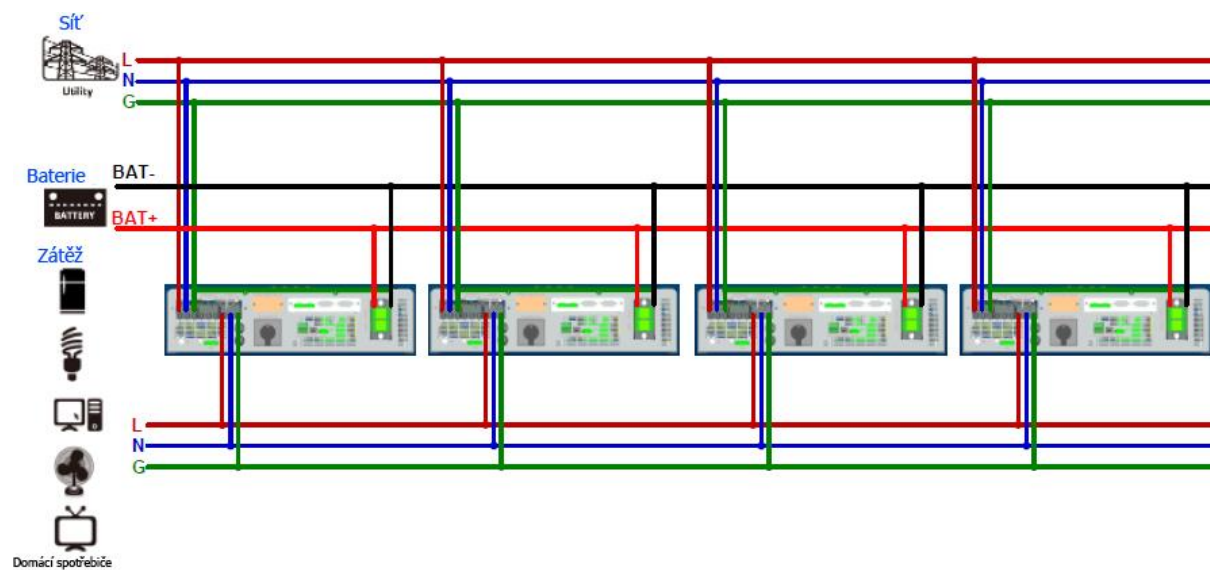 Síť
L
N
Utility
G
BAT-
Baterie
BATTERY
BAT+
Zátěž
L
N
G
Domácí spotřebiče